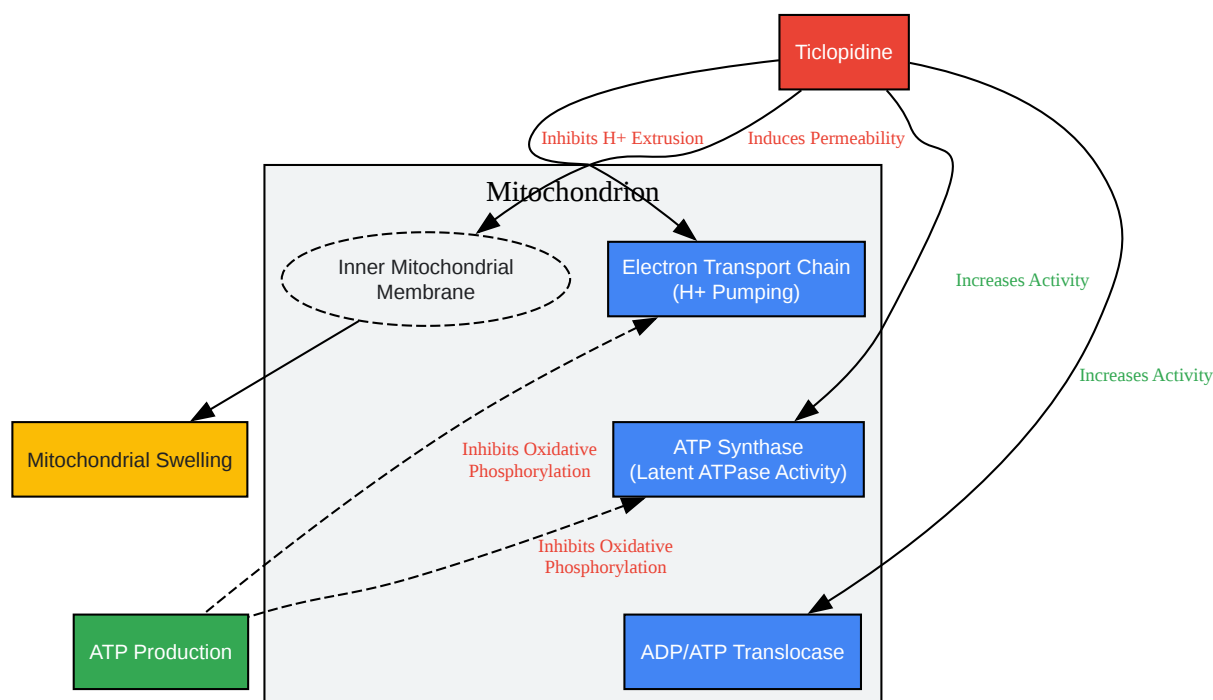 Ticlopidine
Inhibits H+ Extrusion
Induces Permeability
Mitochondrion
Inner Mitochondrial
Membrane
Electron Transport Chain
(H+ Pumping)
Increases Activity
Increases Activity
Mitochondrial Swelling
Inhibits Oxidative
Phosphorylation
ATP Synthase
(Latent ATPase Activity)
Inhibits Oxidative
Phosphorylation
ATP Production
ADP/ATP Translocase